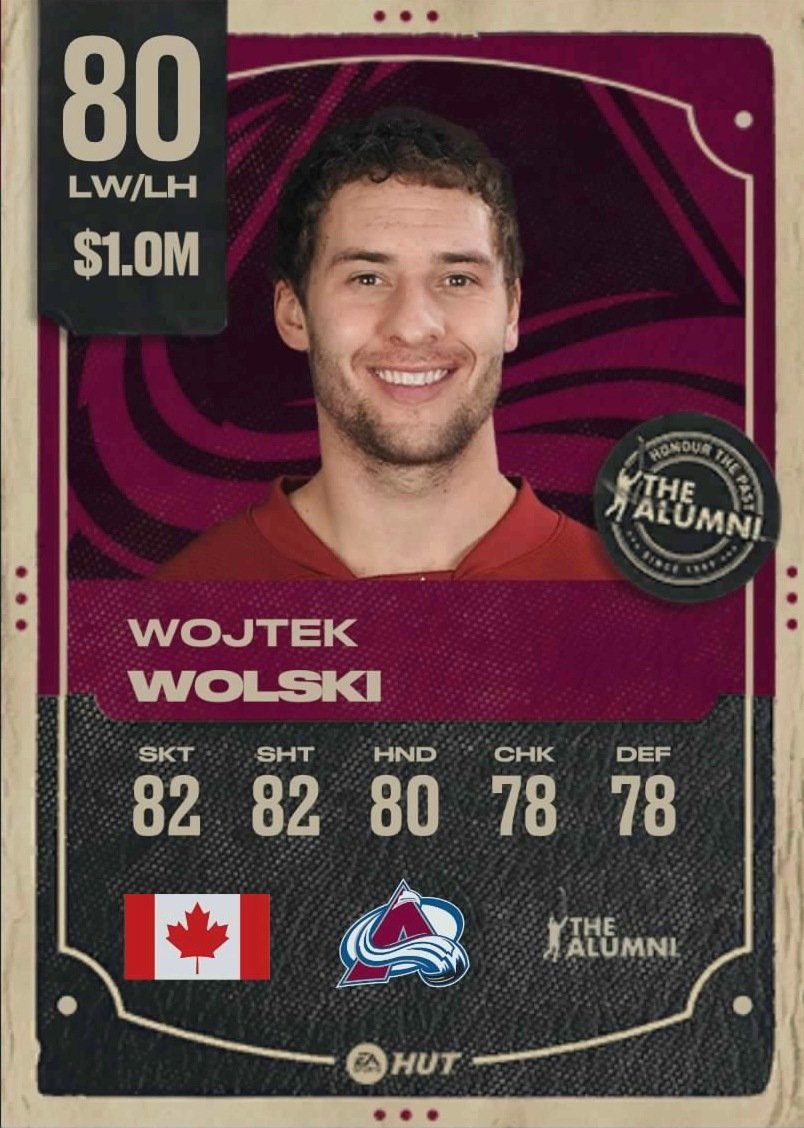 80
LW/LH
$1.0M
HONOUR THE PAST
THE
ALUMNI
WOJTEK
WOLSKI
SKT SHT HND CHK DEF
82 82 80 78 78
A
THE
ALUMNI
EA HUT